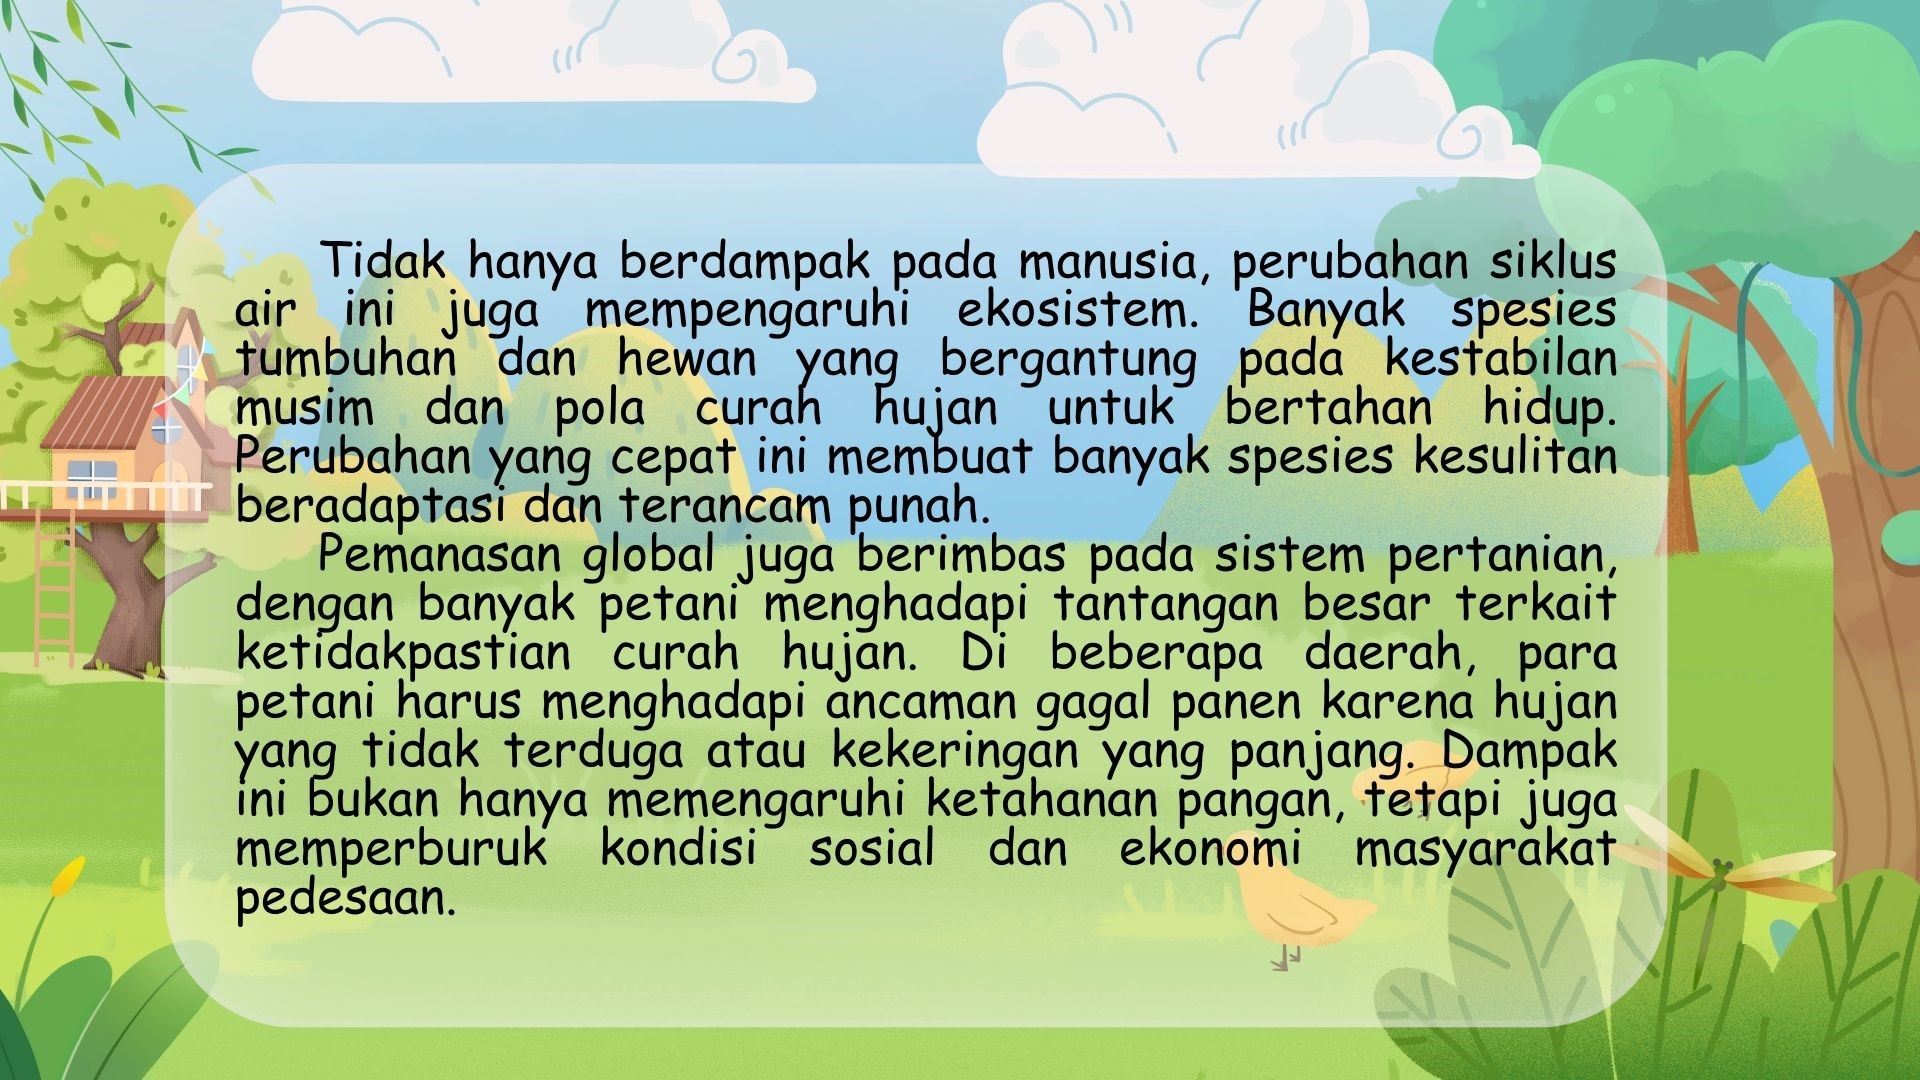 Tidak hanya berdampak pada manusia, perubahan siklus
air ini juga mempengaruhi ekosistem. Banyak spesies
tumbuhan dan hewan yang bergantung pada kestabilan
musim dan pola curah hujan untuk bertahan hidup.
Perubahan yang cepat ini membuat banyak spesies kesulitan
beradaptasi dan terancam punah.
Pemanasan global juga berimbas pada sistem pertanian,
dengan banyak petani menghadapi tantangan besar terkait
ketidakpastian curah hujan. Di beberapa daerah, para
petani harus menghadapi ancaman gagal panen karena hujan
yang tidak terduga atau kekeringan yang panjang. Dampak
ini bukan hanya memengaruhi ketahanan pangan, tetapi juga
memperburuk kondisi sosial dan ekonomi masyarakat
pedesaan.